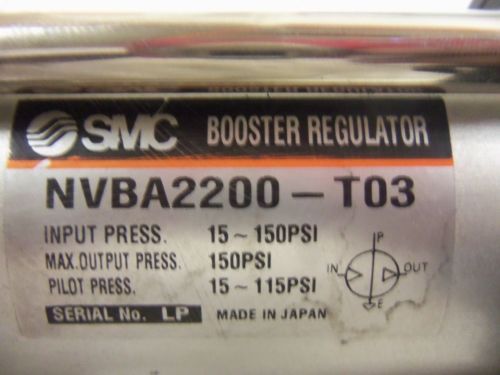 SMC BOOSTER REGULATOR
NVBA2200-T03
INPUT PRESS. 15~150PSI
MAX.OUTPUT PRESS. 150PSI
PILOT PRESS. 15~115PSI
P
IN OUT
E
SERIAL No. LP MADE IN JAPAN